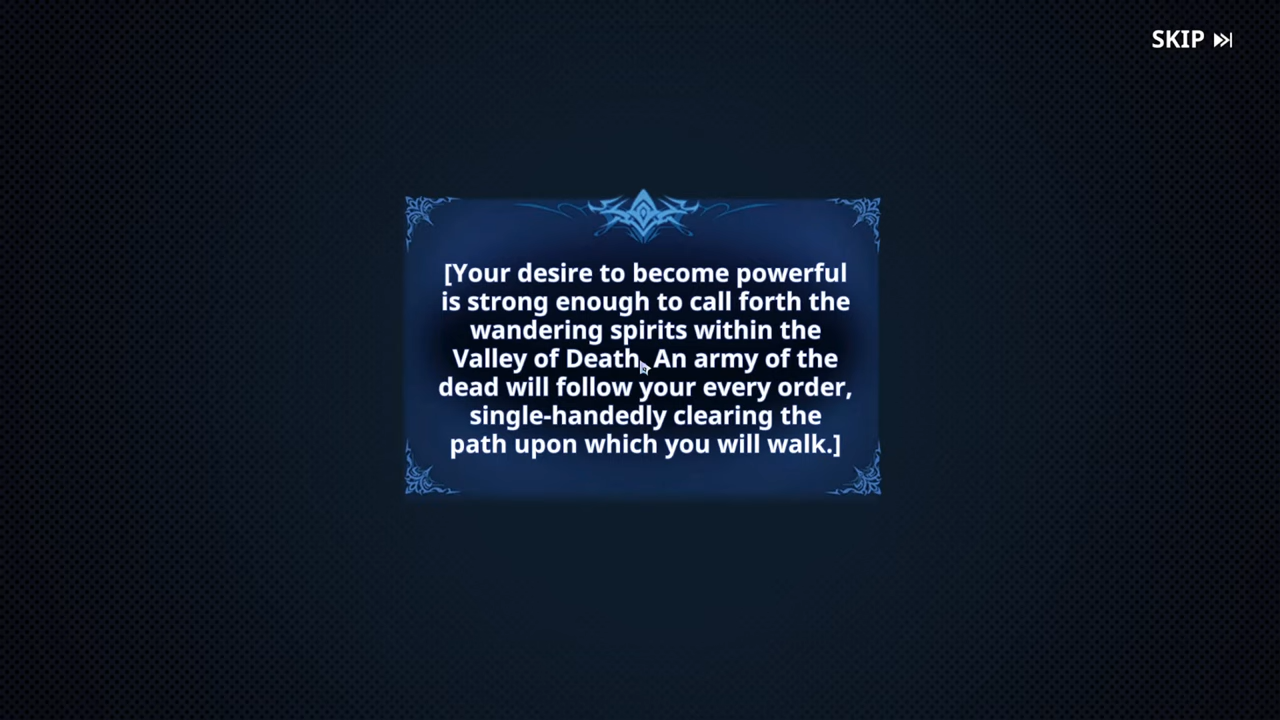 SKIP
[Your desire to become powerful
is strong enough to call forth the
wandering spirits within the
Valley of Death. An army of the
dead will follow your every order,
single-handedly clearing the
path upon which you will walk.]